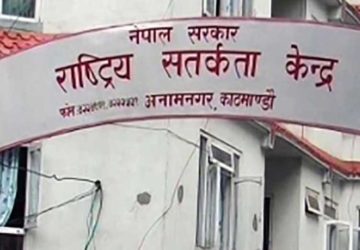 नेपाल सरकार
राष्ट्रिय सतर्कता केन्द्र
फोन
अनामनगर, काठमाण्डौ